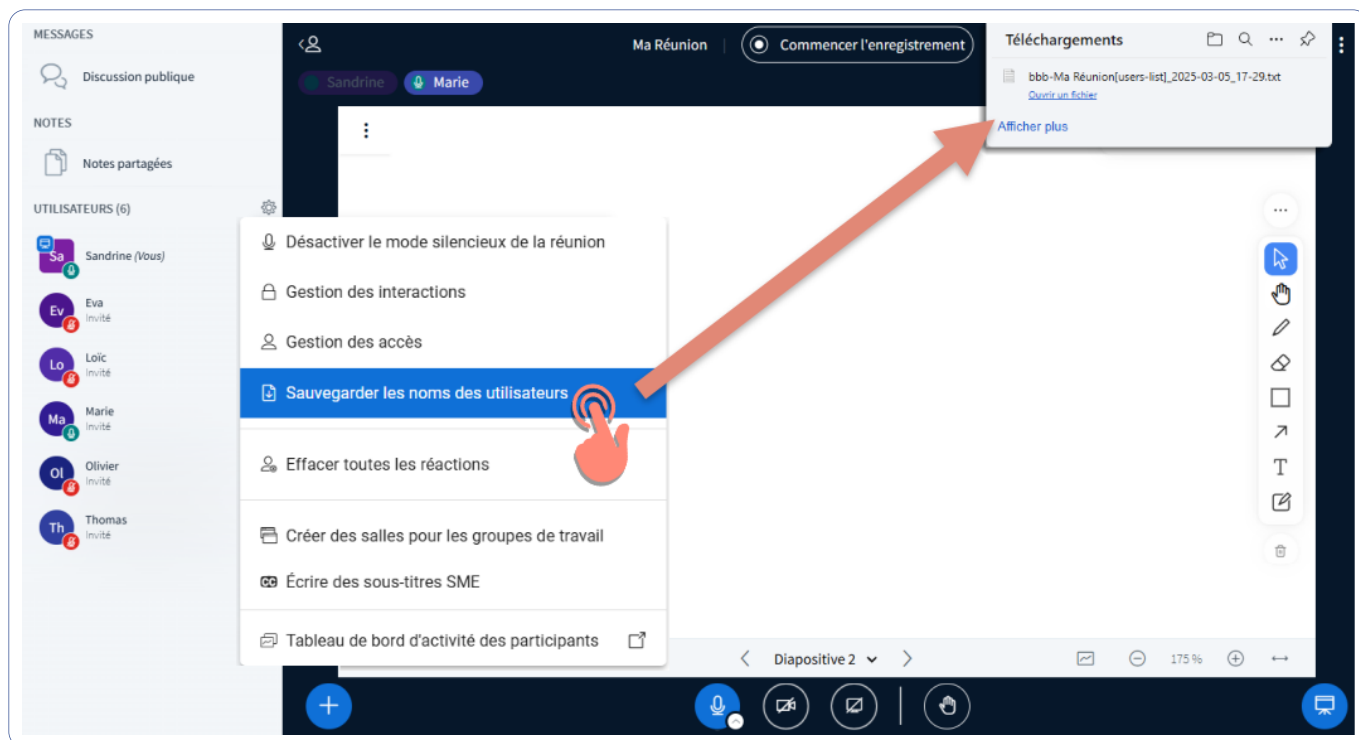 MESSAGES
Discussion publique
NOTES
Notes partagées
UTILISATEURS (6)
Sa
Sandrine (Vous)
Ev
Eva
Invité
Lo
Loïc
Invité
Ma
Marie
Invité
Ol
Olivier
Invité
Th
Thomas
Invité
Ma Réunion
Commencer l'enregistrement
Sandrine
Marie
Téléchargements
bbb-Ma Réunion[users-list]_2025-03-05_17-29.txt
Ouvrir un fichier
Afficher plus
Désactiver le mode silencieux de la réunion
Gestion des interactions
Gestion des accès
Sauvegarder les noms des utilisateurs
Effacer toutes les réactions
Créer des salles pour les groupes de travail
CC Écrire des sous-titres SME
Tableau de bord d'activité des participants
T
Diapositive 2
175 %